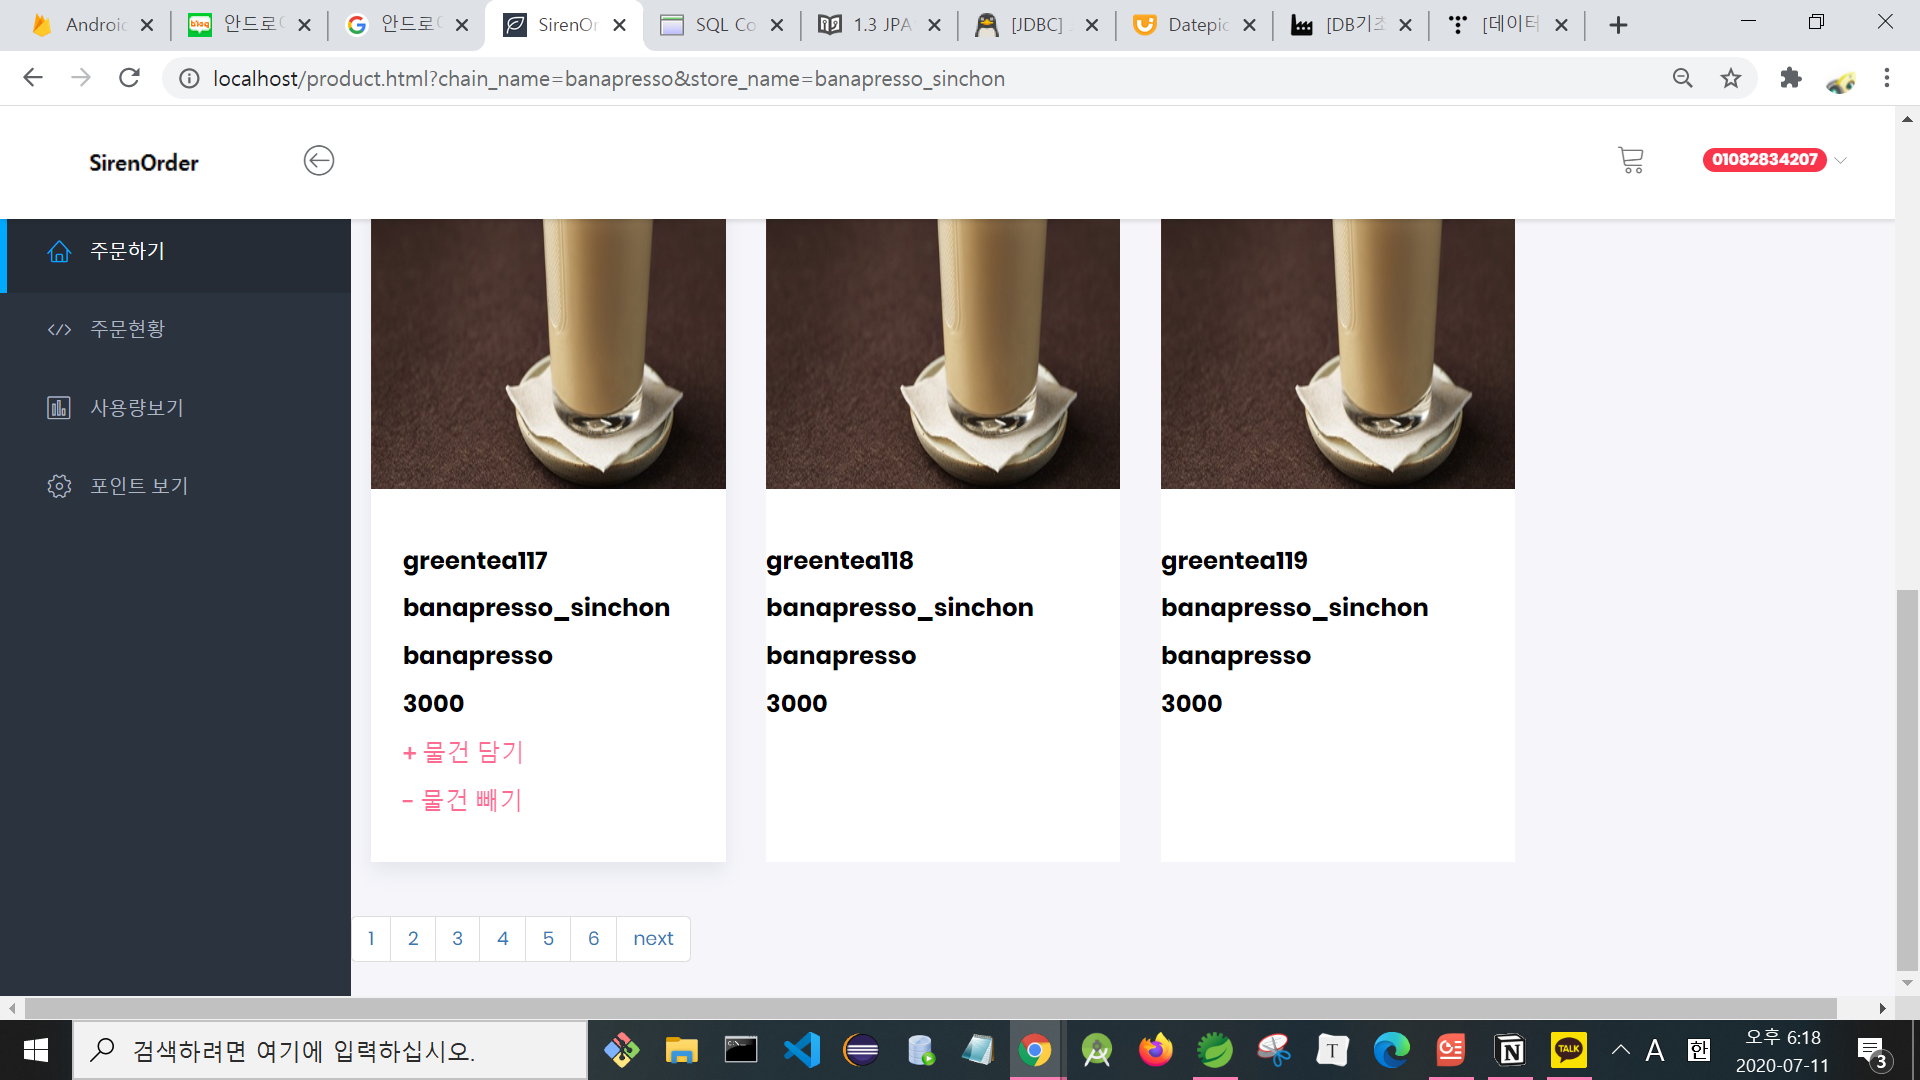 Android
안드로이
안드로이
SirenOr
SQL Co
1.3 JPA
[JDBC]
Datepic
[DB기초
[데이터
localhost/product.html?chain_name=banapresso&store_name=banapresso_sinchon
SirenOrder
01082834207
주문하기
주문현황
사용량보기
포인트 보기
greentea117
banapresso_sinchon
banapresso
3000
+ 물건 담기
- 물건 빼기
greentea118
banapresso_sinchon
banapresso
3000
greentea119
banapresso_sinchon
banapresso
3000
1 2 3 4 5 6 next
검색하려면 여기에 입력하십시오.
T
N
TALK
A
한
오후 6:18
2020-07-11
3